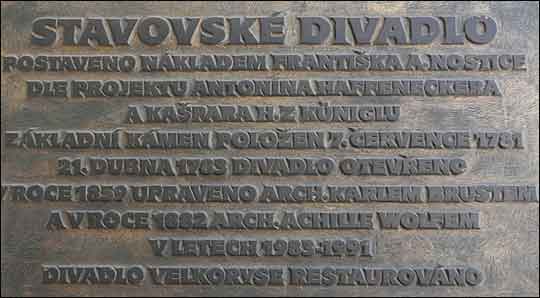 STAVOVSKÉ DIVADLO
POSTAVENO NÁKLADEM FRANTIŠKA A. NOSTICE
DLE PROJEKTU ANTONINA HAFFENECKERA
A KAŠPARA H. Z KÜNIGLU
ZÁKLADNÍ KÁMEN POLOŽEN 7. ČERVENCE 1781
21. DUBNA 1783 DIVADLO OTEVŘENO
V ROCE 1859 UPRAVENO ARCH. KARLEM BRUSTEM
A V ROCE 1882 ARCH. ACHILLE WOLFEM
V LETECH 1983-1991
DIVADLO VELKORYSE RESTAUROVÁNO